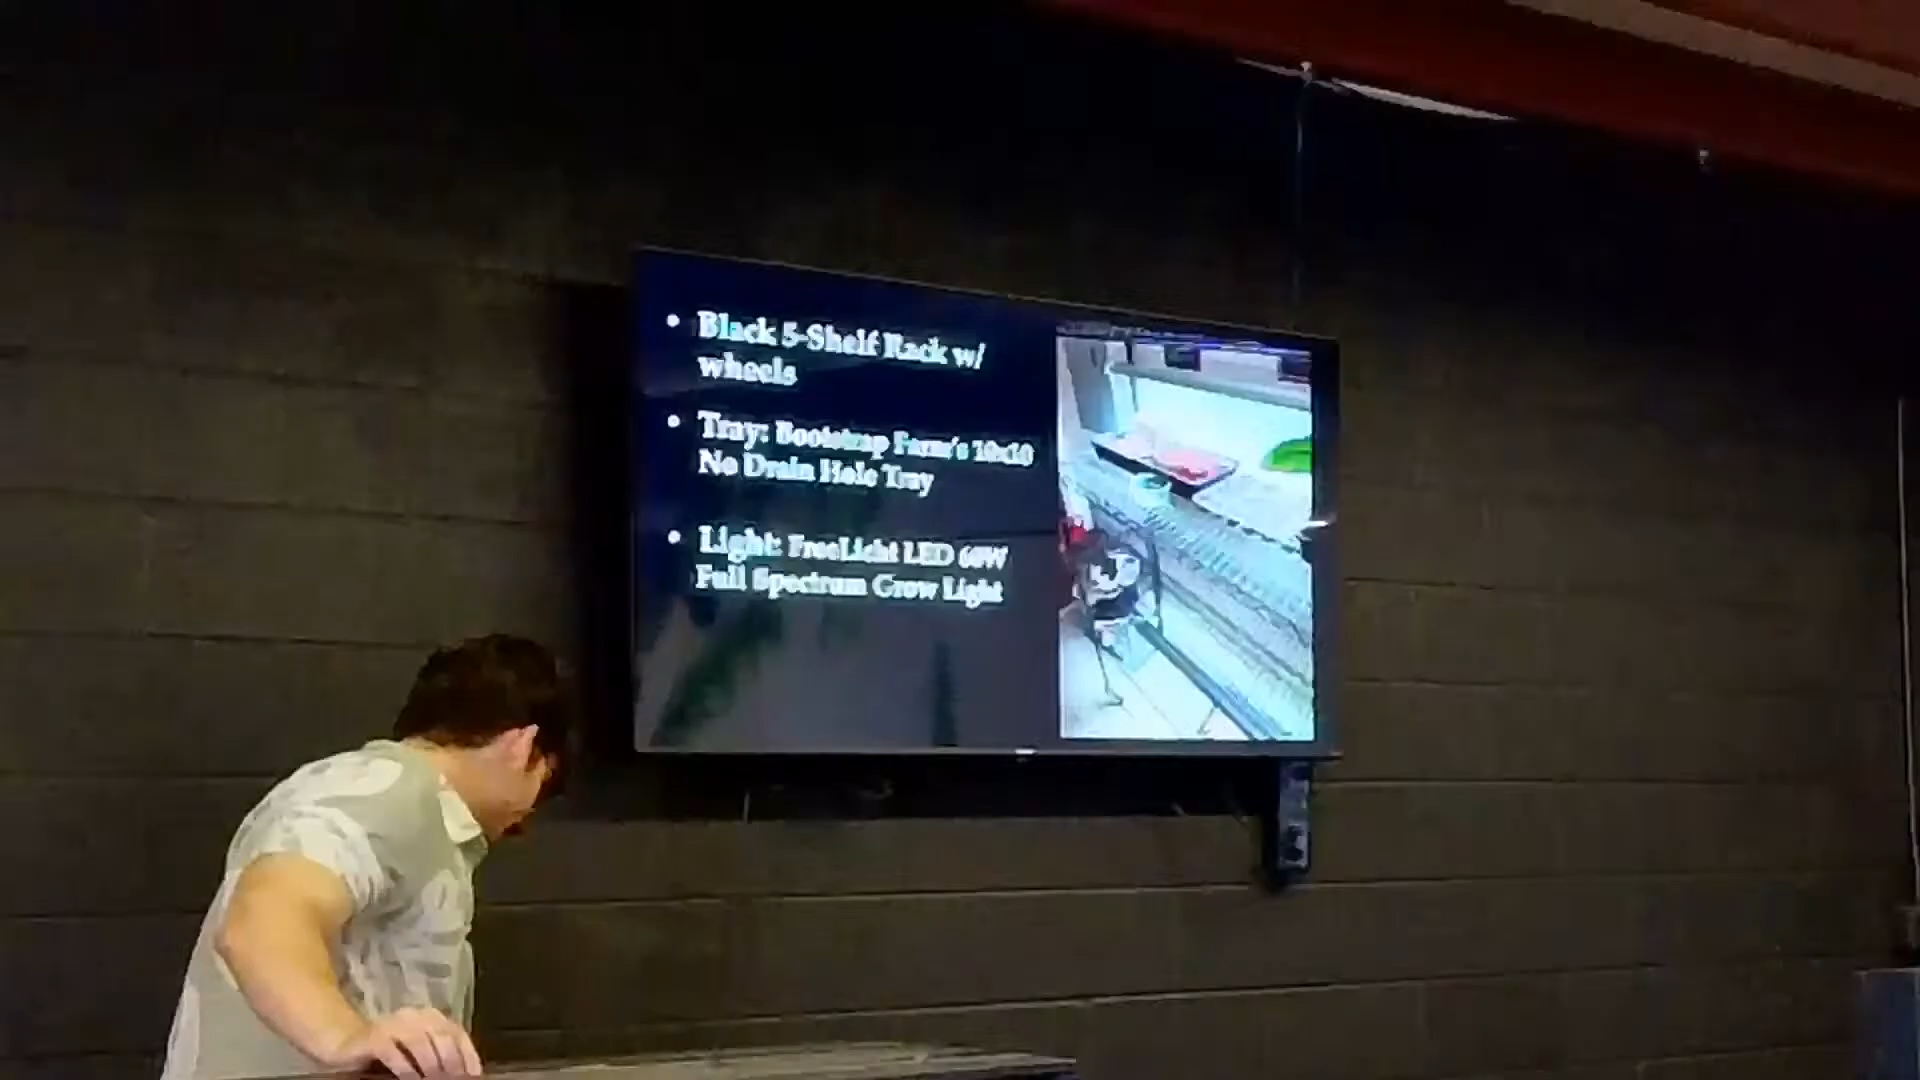 • Black 5-Shelf Rack w/
wheels
• Tray: Bootstrap Farm's 10x10
No Drain Hole Tray
• Light: FreeLicht LED 60W
Full Spectrum Grow Light